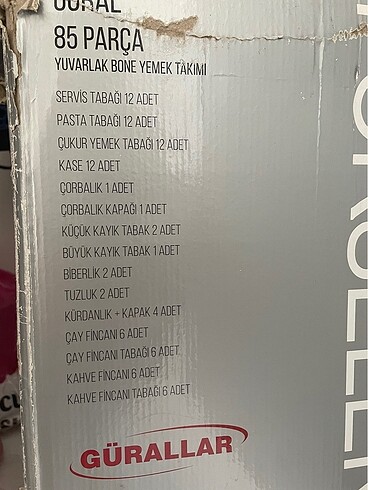 GÜRAL
85 PARÇA
YUVARLAK BONE YEMEK TAKIMI
SERVİS TABAĞI 12 ADET
PASTA TABAĞI 12 ADET
ÇUKUR YEMEK TABAĞI 12 ADET
KASE 12 ADET
ÇORBALIK 1 ADET
ÇORBALIK KAPAĞI 1 ADET
KÜÇÜK KAYIK TABAK 2 ADET
BÜYÜK KAYIK TABAK 1 ADET
BİBERLİK 2 ADET
TUZLUK 2 ADET
KÜRDANLIK + KAPAK 4 ADET
ÇAY FİNCANI 6 ADET
ÇAY FİNCANI TABAĞI 6 ADET
KAHVE FİNCANI 6 ADET
KAHVE FİNCANI TABAĞI 6 ADET
GÜRALLAR